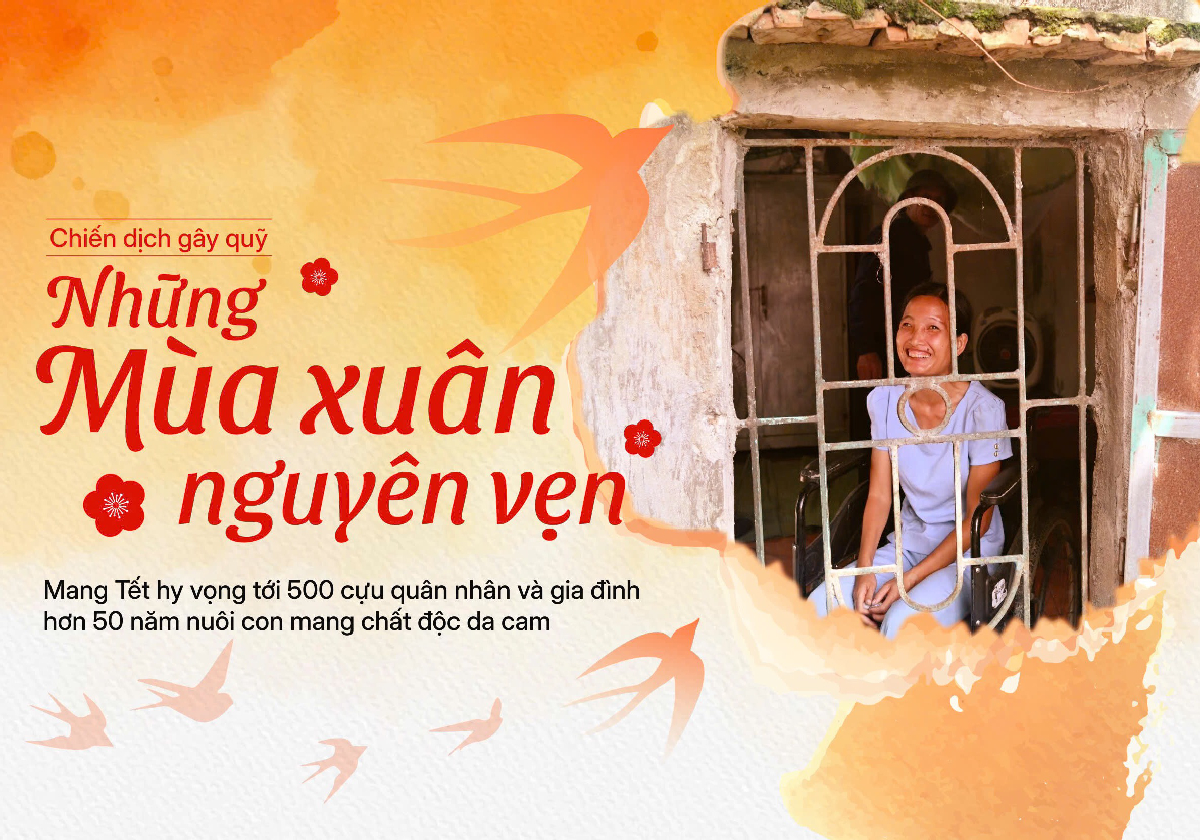 Chiến dịch gây quỹ
Những
Mùa xuân
nguyên vẹn
Mang Tết hy vọng tới 500 cựu quân nhân và gia đình
hơn 50 năm nuôi con mang chất độc da cam